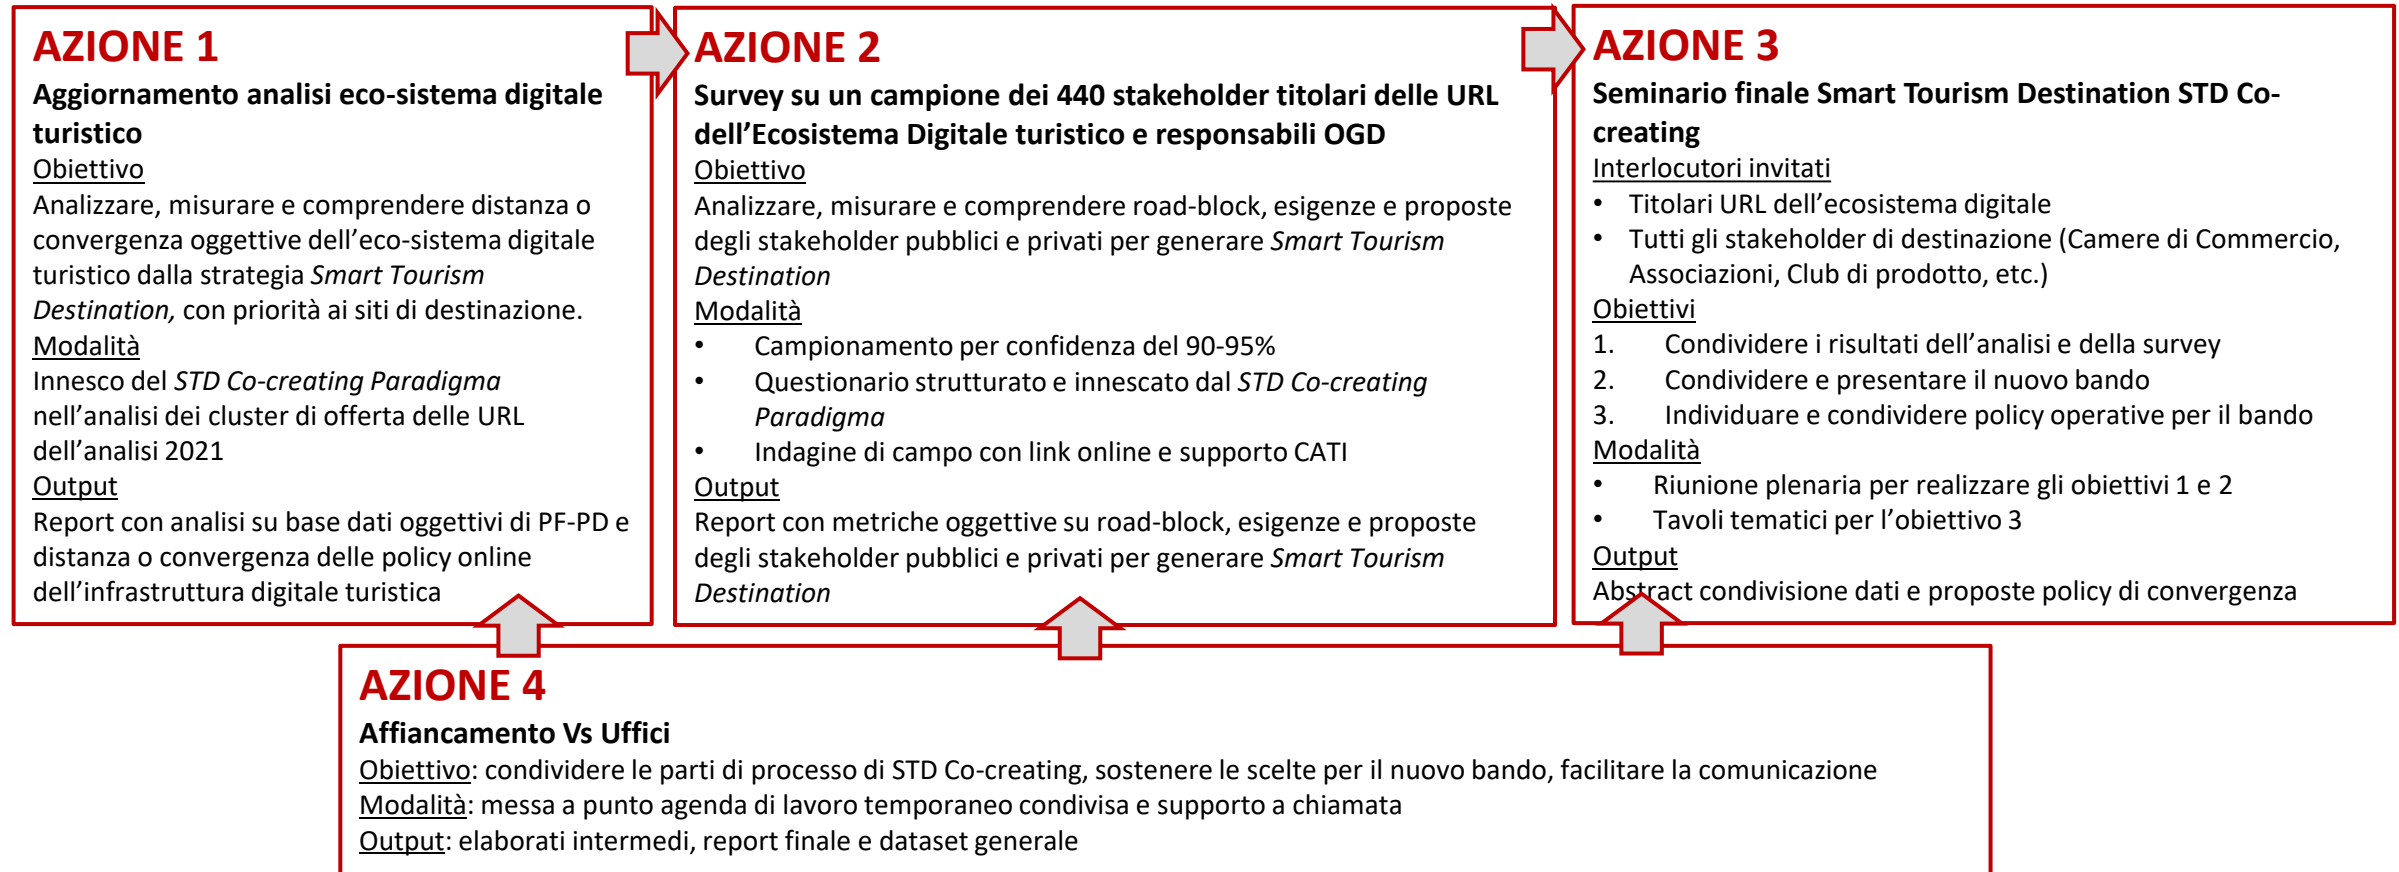 AZIONE 1
Aggiornamento analisi eco-sistema digitale
turistico
Obiettivo
Analizzare, misurare e comprendere distanza o
convergenza oggettive dell'eco-sistema digitale
turistico dalla strategia Smart Tourism
Destination, con priorità ai siti di destinazione.
Modalità
Innesco del STD Co-creating Paradigma
nell'analisi dei cluster di offerta delle URL
dell'analisi 2021
Output
Report con analisi su base dati oggettivi di PF-PD e
distanza o convergenza delle policy online
dell'infrastruttura digitale turistica
AZIONE 2
Survey su un campione dei 440 stakeholder titolari delle URL
dell'Ecosistema Digitale turistico e responsabili OGD
Obiettivo
Analizzare, misurare e comprendere road-block, esigenze e proposte
degli stakeholder pubblici e privati per generare Smart Tourism
Destination
Modalità
• Campionamento per confidenza del 90-95%
• Questionario strutturato e innescato dal STD Co-creating
Paradigma
• Indagine di campo con link online e supporto CATI
Output
Report con metriche oggettive su road-block, esigenze e proposte
degli stakeholder pubblici e privati per generare Smart Tourism
Destination
AZIONE 3
Seminario finale Smart Tourism Destination STD Co-
creating
Interlocutori invitati
• Titolari URL dell'ecosistema digitale
• Tutti gli stakeholder di destinazione (Camere di Commercio,
Associazioni, Club di prodotto, etc.)
Obiettivi
1. Condividere i risultati dell'analisi e della survey
2. Condividere e presentare il nuovo bando
3. Individuare e condividere policy operative per il bando
Modalità
• Riunione plenaria per realizzare gli obiettivi 1 e 2
• Tavoli tematici per l'obiettivo 3
Output
Abstract condivisione dati e proposte policy di convergenza
AZIONE 4
Affiancamento Vs Uffici
Obiettivo: condividere le parti di processo di STD Co-creating, sostenere le scelte per il nuovo bando, facilitare la comunicazione
Modalità: messa a punto agenda di lavoro temporaneo condivisa e supporto a chiamata
Output: elaborati intermedi, report finale e dataset generale